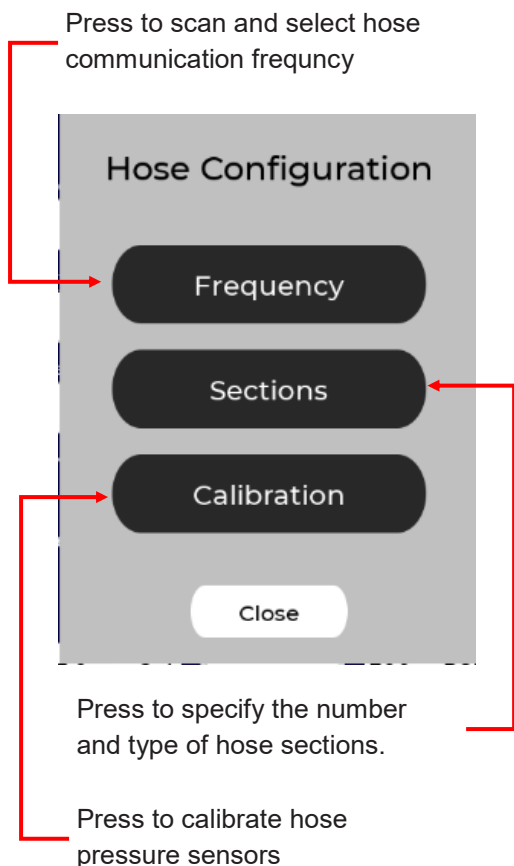 Press to scan and select hose
communication frequncy
Hose Configuration
Frequency
Sections
Calibration
Close
Press to specify the number
and type of hose sections.
Press to calibrate hose
pressure sensors